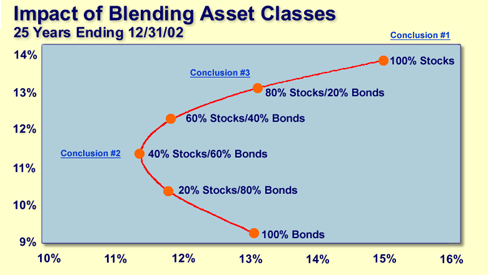 Impact of Blending Asset Classes
25 Years Ending 12/31/02
Conclusion #1
14%
100% Stocks
Conclusion #3
13%
80% Stocks/20% Bonds
12%
60% Stocks/40% Bonds
Conclusion #2
40% Stocks/60% Bonds
11%
20% Stocks/80% Bonds
10%
100% Bonds
9%
10% 11% 12% 13% 15% 16%